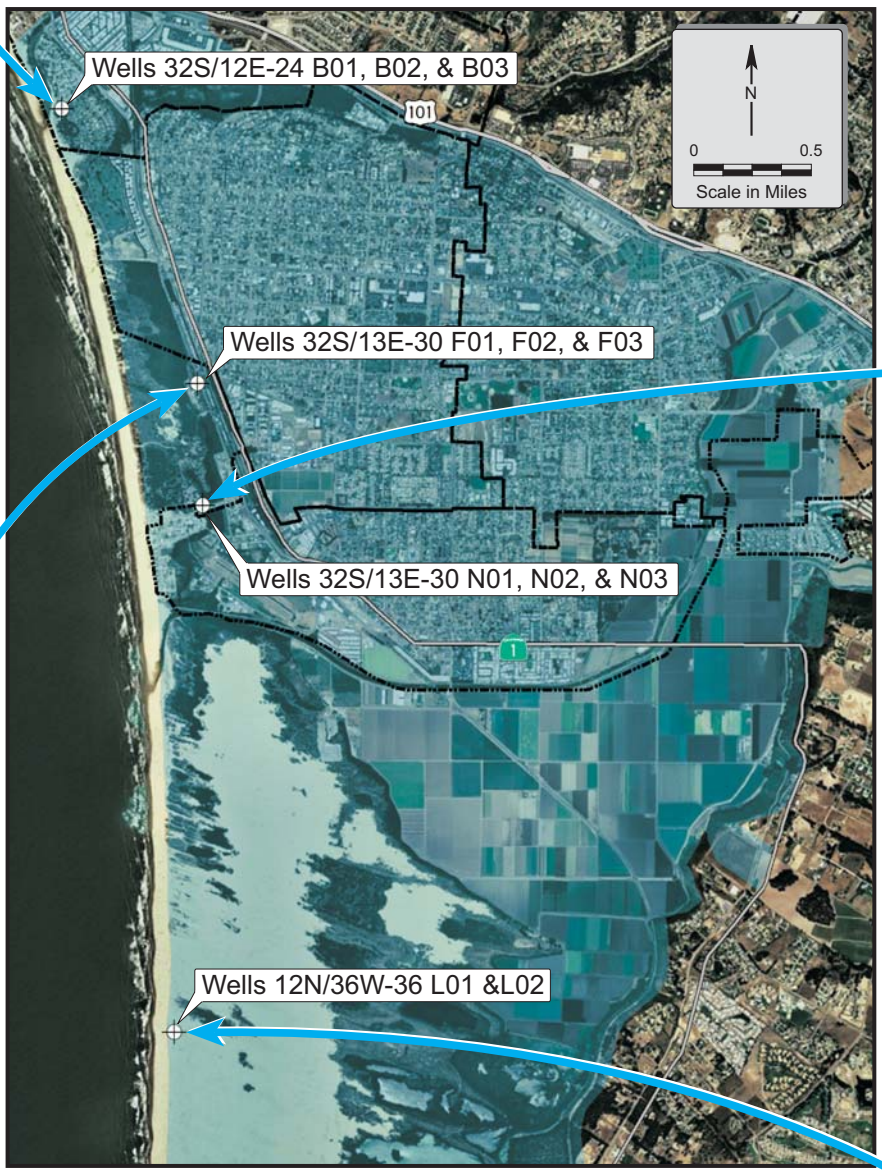 Wells 32S/12E-24 B01, B02, & B03
101
N
0 0.5
Scale in Miles
Wells 32S/13E-30 F01, F02, & F03
Wells 32S/13E-30 N01, N02, & N03
1
Wells 12N/36W-36 L01 &L02